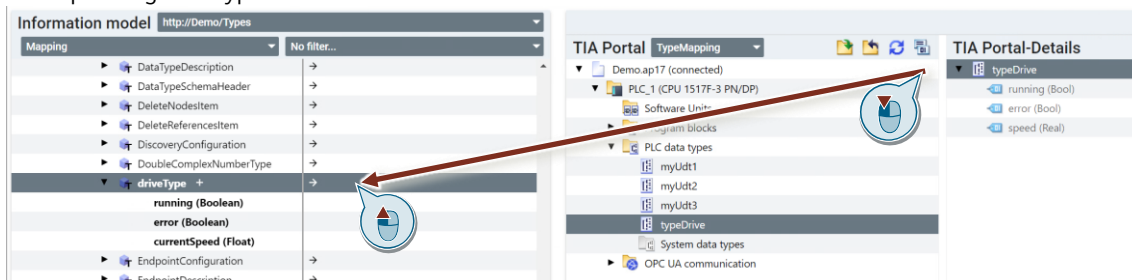 Information model http://Demo/Types
Mapping No filter...
DataTypeDescription →
DataTypeSchemaHeader →
DeleteNodesItem →
DeleteReferencesItem →
DiscoveryConfiguration →
DoubleComplexNumberType →
driveType + →
running (Boolean)
error (Boolean)
currentSpeed (Float)
EndpointConfiguration →
EndpointDescription →
TIA Portal TypeMapping
Demo.ap17 (connected)
PLC_1 (CPU 1517F-3 PN/DP)
Software Units
Program blocks
PLC data types
myUdt1
myUdt2
myUdt3
typeDrive
System data types
OPC UA communication
TIA Portal-Details
typeDrive
running (Bool)
error (Bool)
speed (Real)